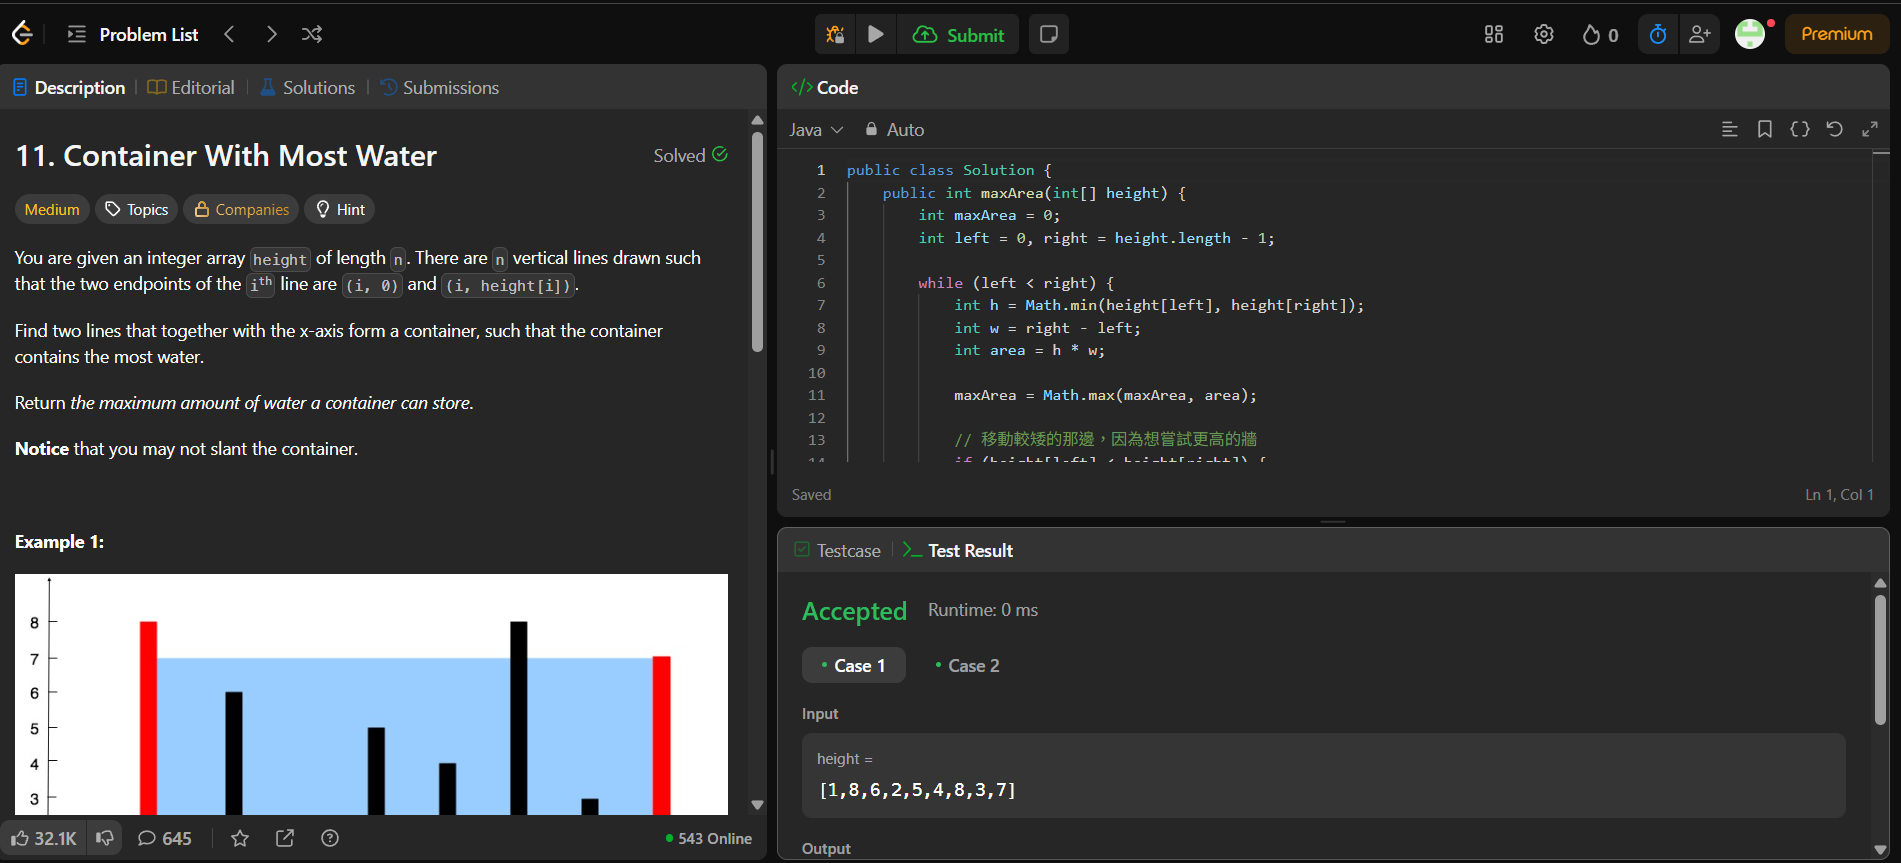 Problem List
Submit
0
Premium
Description
Editorial
Solutions
Submissions
11. Container With Most Water
Solved
Medium
Topics
Companies
Hint
You are given an integer array height of length n. There are n vertical lines drawn such
that the two endpoints of the ith line are (i, 0) and (i, height[i]).
Find two lines that together with the x-axis form a container, such that the container
contains the most water.
Return the maximum amount of water a container can store.
Notice that you may not slant the container.
Example 1:
8
7
6
5
4
3
32.1K
645
543 Online
</> Code
Java
Auto
1 public class Solution {
2 public int maxArea(int[] height) {
3 int maxArea = 0;
4 int left = 0, right = height.length - 1;
5
6 while (left < right) {
7 int h = Math.min(height[left], height[right]);
8 int w = right - left;
9 int area = h * w;
10
11 maxArea = Math.max(maxArea, area);
12
13 // 移動較矮的那邊，因為想嘗試更高的牆
14 if (height[left] < height[right]) {
Saved
Ln 1, Col 1
Testcase
Test Result
Accepted
Runtime: 0 ms
Case 1
Case 2
Input
height =
[1,8,6,2,5,4,8,3,7]
Output